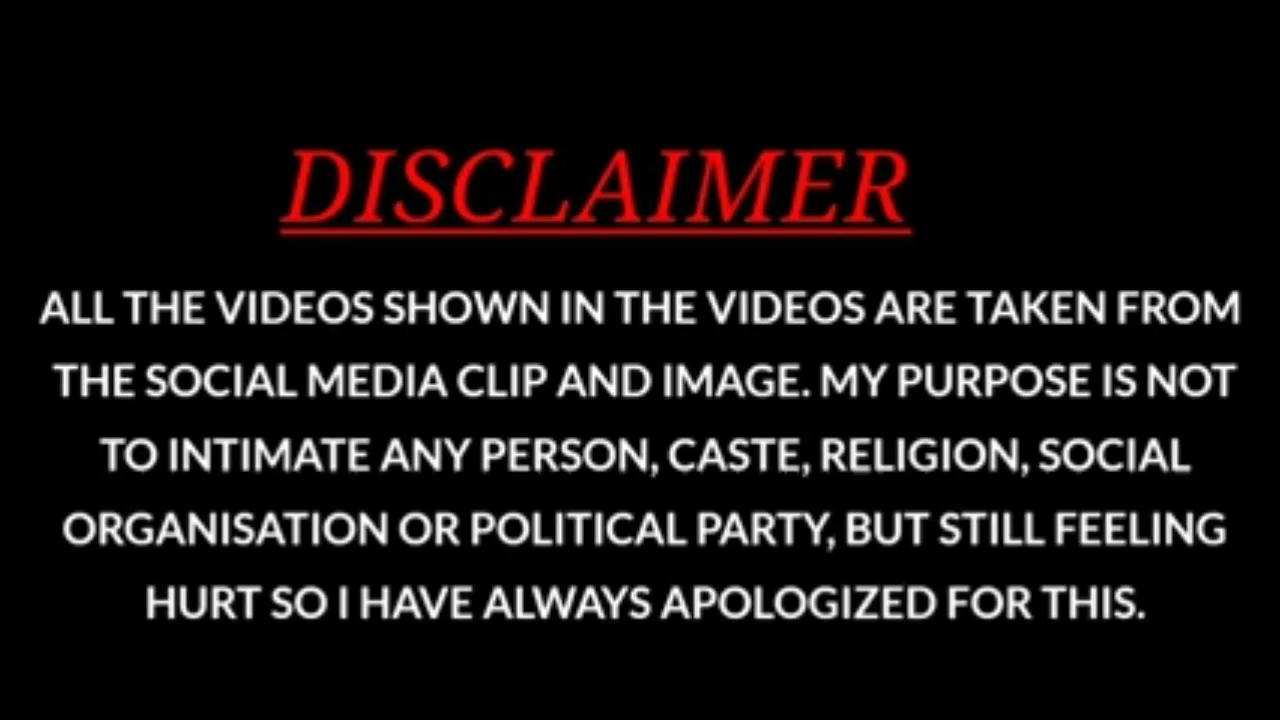 DISCLAIMER
ALL THE VIDEOS SHOWN IN THE VIDEOS ARE TAKEN FROM
THE SOCIAL MEDIA CLIP AND IMAGE. MY PURPOSE IS NOT
TO INTIMATE ANY PERSON, CASTE, RELIGION, SOCIAL
ORGANISATION OR POLITICAL PARTY, BUT STILL FEELING
HURT SO I HAVE ALWAYS APOLOGIZED FOR THIS.